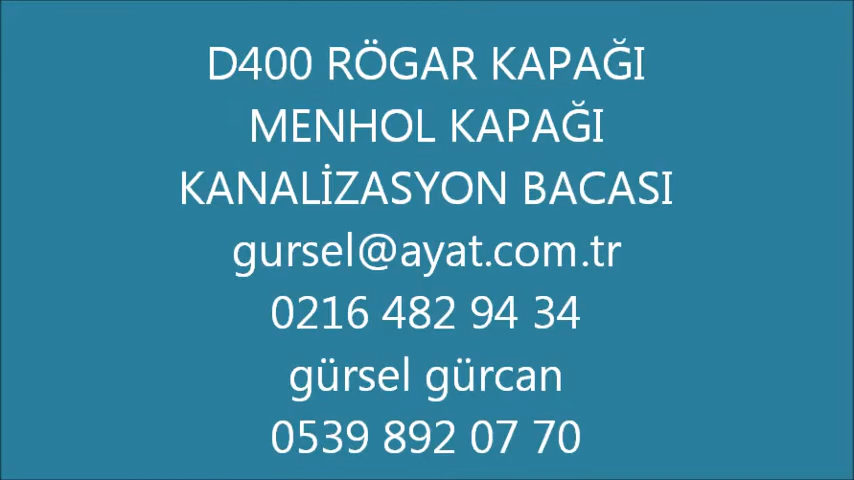 D400 RÖGAR KAPAĞI
MENHOL KAPAĞI
KANALİZASYON BACASI
gursel@ayat.com.tr
0216 482 94 34
gürsel gürcan
0539 892 07 70